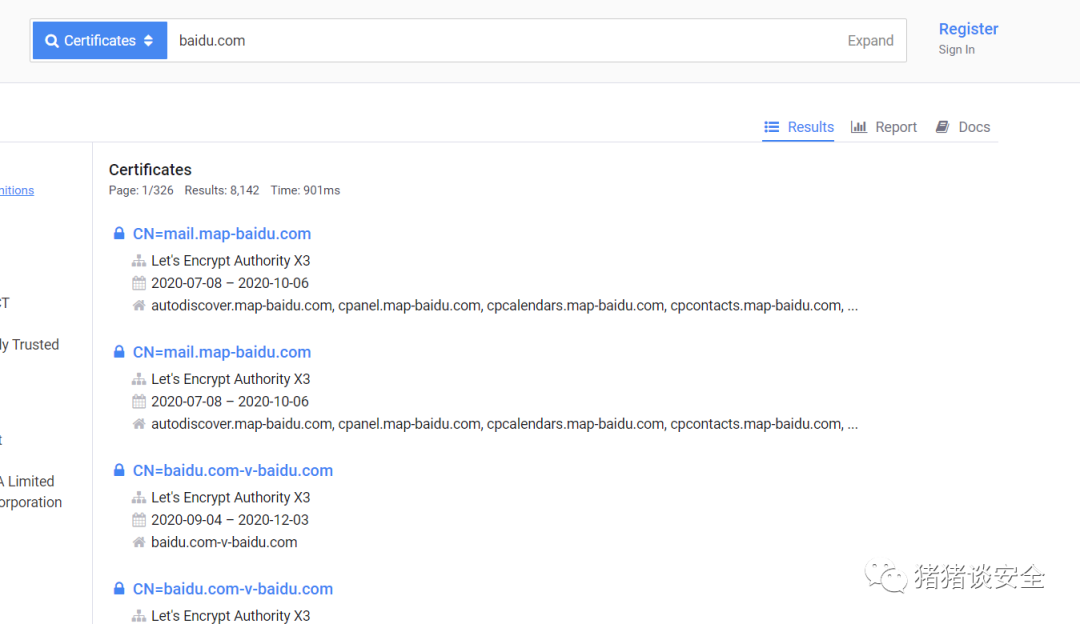 Certificates baidu.com Expand
Register
Sign In
Results Report Docs
Certificates
nitions
Page: 1/326 Results: 8,142 Time: 901ms
CN=mail.map-baidu.com
Let's Encrypt Authority X3
2020-07-08 – 2020-10-06
CT
autodiscover.map-baidu.com, cpanel.map-baidu.com, cpcalendars.map-baidu.com, cpcontacts.map-baidu.com, ...
ly Trusted
CN=mail.map-baidu.com
Let's Encrypt Authority X3
2020-07-08 – 2020-10-06
autodiscover.map-baidu.com, cpanel.map-baidu.com, cpcalendars.map-baidu.com, cpcontacts.map-baidu.com, ...
t
CN=baidu.com-v-baidu.com
A Limited
Let's Encrypt Authority X3
orporation
2020-09-04 – 2020-12-03
baidu.com-v-baidu.com
CN=baidu.com-v-baidu.com
Let's Encrypt Authority X3
猪猪谈安全